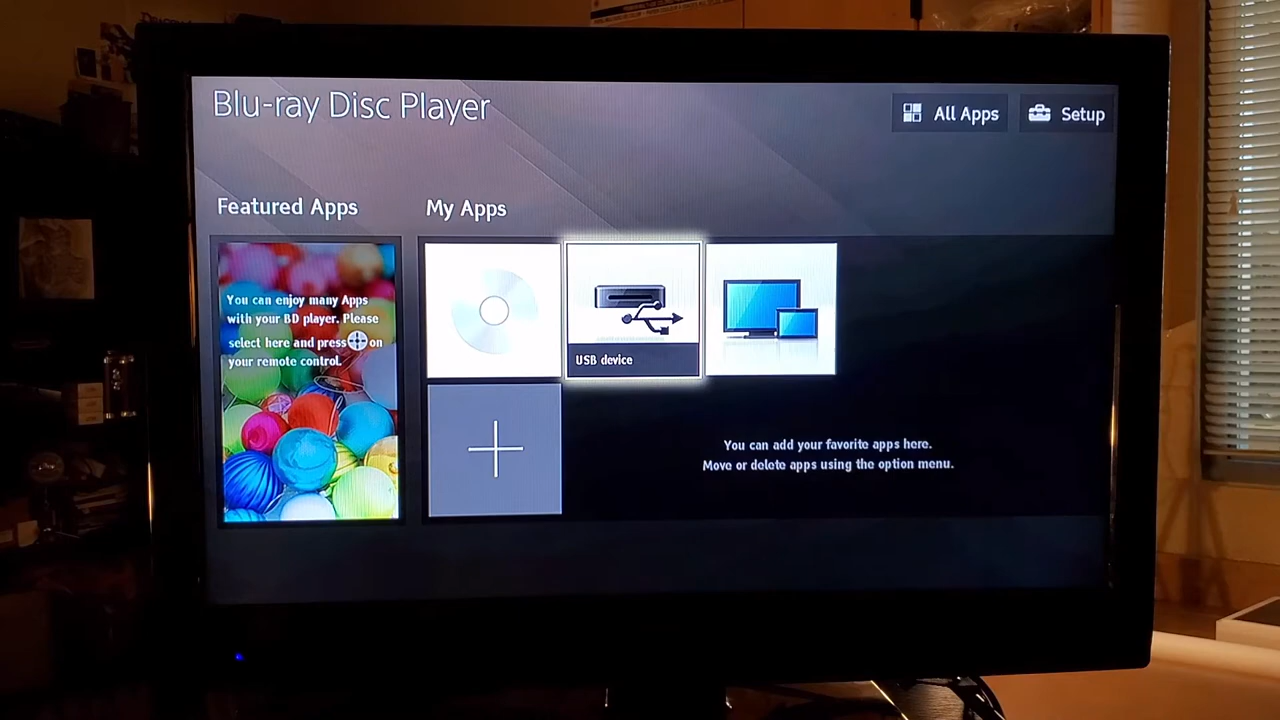 Blu-ray Disc Player
All Apps
Setup
Featured Apps
My Apps
You can enjoy many Apps
with your BD player. Please
select here and press on
your remote control.
USB device
You can add your favorite apps here.
Move or delete apps using the option menu.